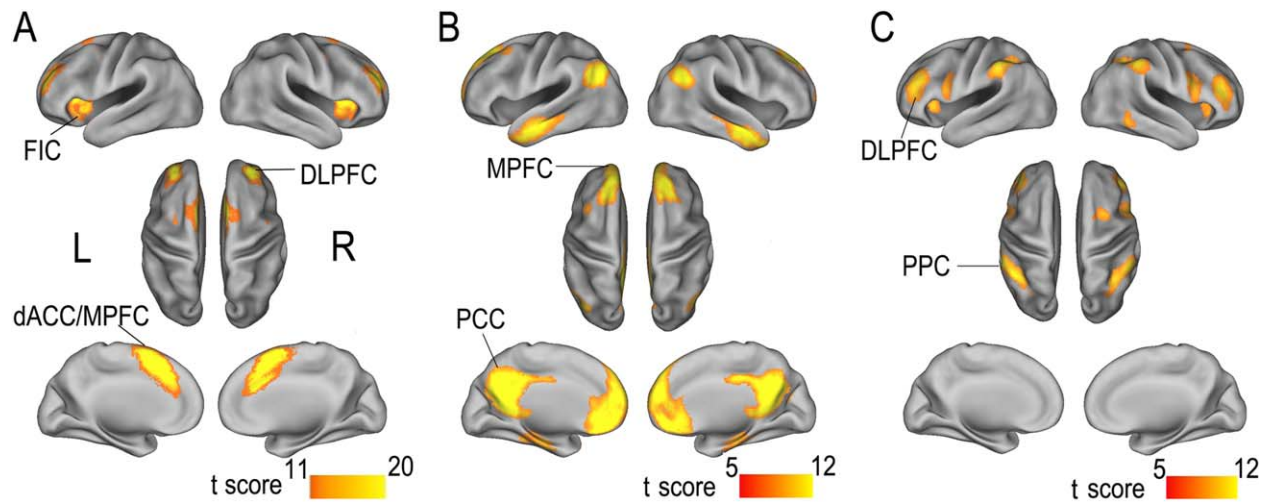 A
FIC
DLPFC
L
R
dACC/MPFC
t score 11 20
B
MPFC
PCC
t score 5 12
C
DLPFC
PPC
t score 5 12